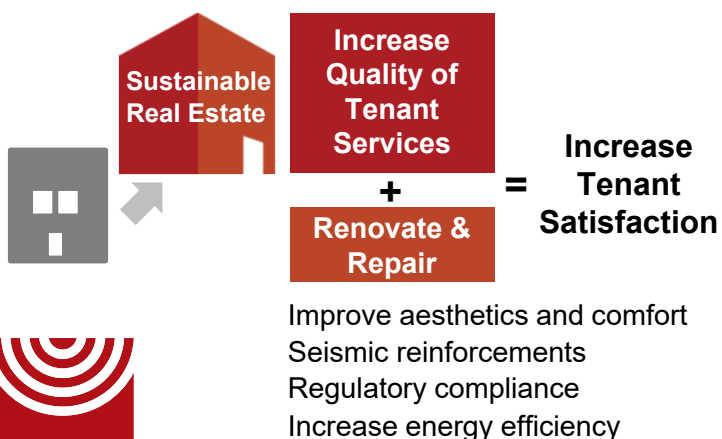 Sustainable
Real Estate
Increase
Quality of
Tenant
Services
+
Renovate &
Repair
=
Increase
Tenant
Satisfaction
Improve aesthetics and comfort
Seismic reinforcements
Regulatory compliance
Increase energy efficiency